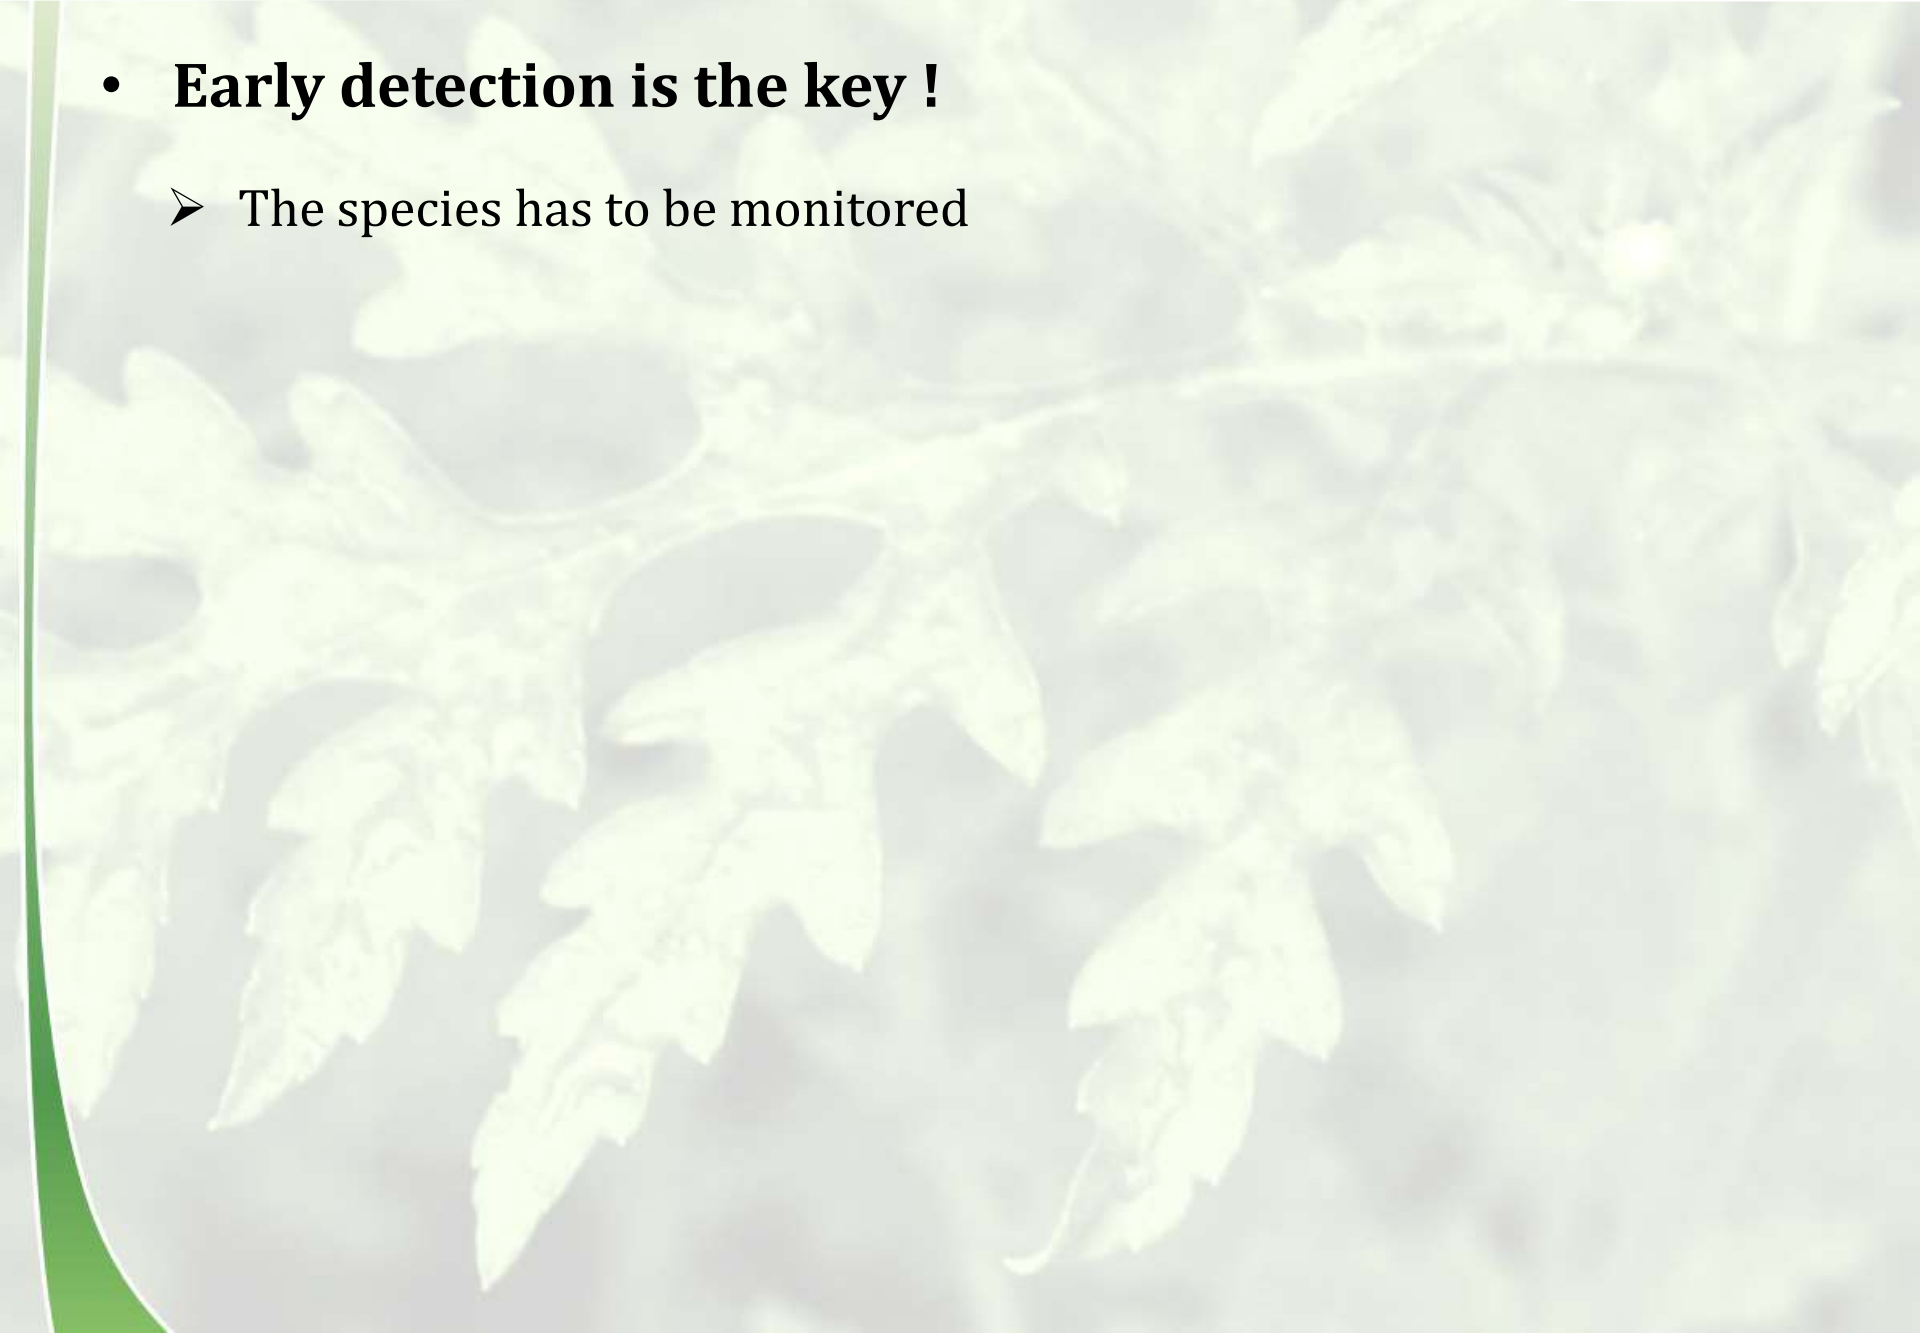 • Early detection is the key !
➢ The species has to be monitored